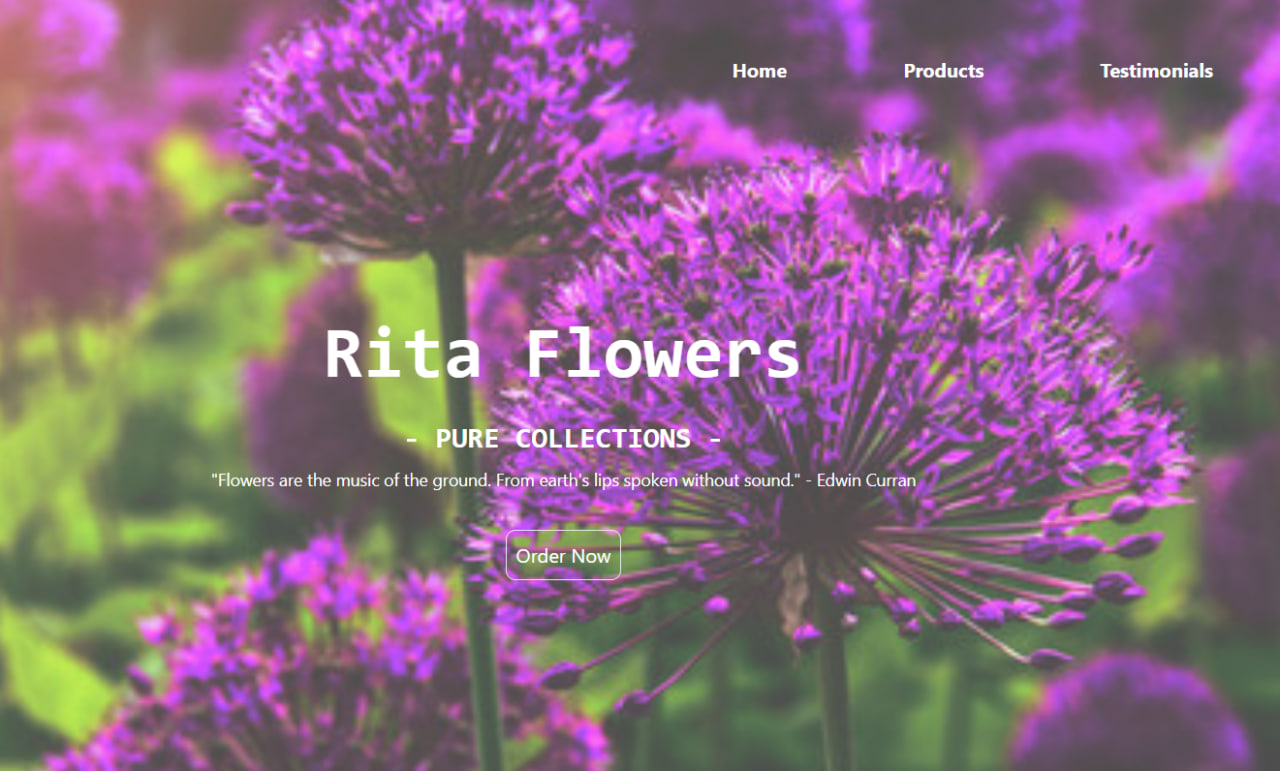 Home Products Testimonials
Rita Flowers
- PURE COLLECTIONS -
"Flowers are the music of the ground. From earth's lips spoken without sound." - Edwin Curran
Order Now